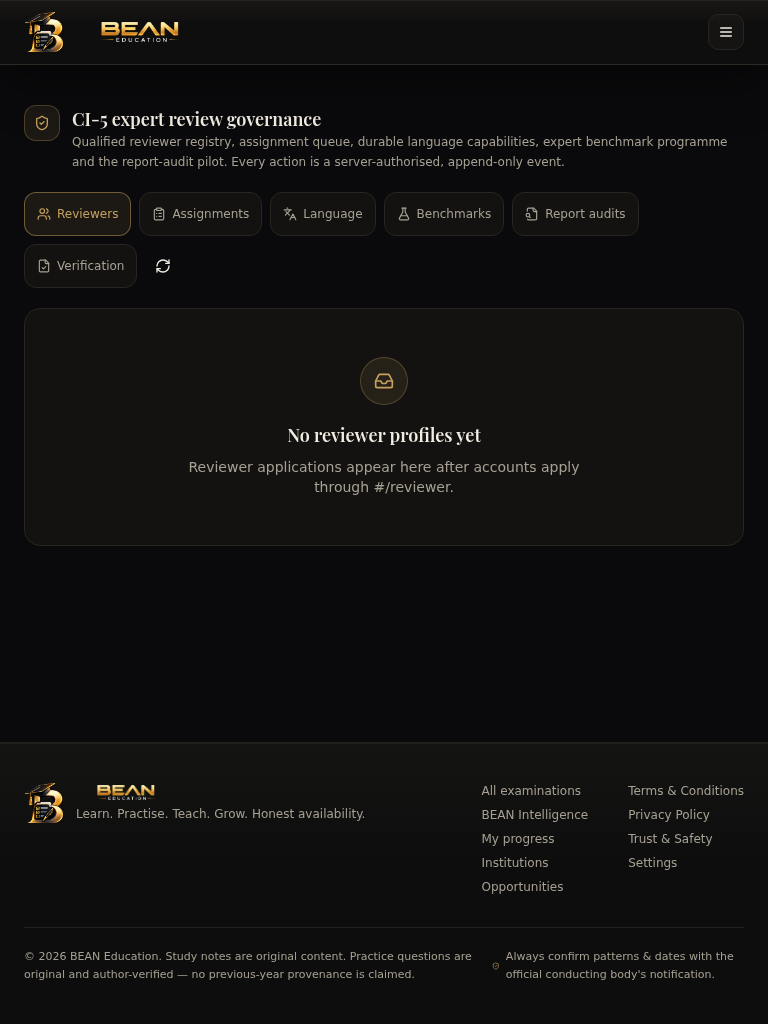 BEAN
EDUCATION
CI-5 expert review governance
Qualified reviewer registry, assignment queue, durable language capabilities, expert benchmark programme
and the report-audit pilot. Every action is a server-authorised, append-only event.
Reviewers
Assignments
Language
Benchmarks
Report audits
Verification
No reviewer profiles yet
Reviewer applications appear here after accounts apply
through #/reviewer.
BEAN
EDUCATION
Learn. Practise. Teach. Grow. Honest availability.
All examinations
BEAN Intelligence
My progress
Institutions
Opportunities
Terms & Conditions
Privacy Policy
Trust & Safety
Settings
© 2026 BEAN Education. Study notes are original content. Practice questions are
original and author-verified — no previous-year provenance is claimed.
Always confirm patterns & dates with the
official conducting body's notification.